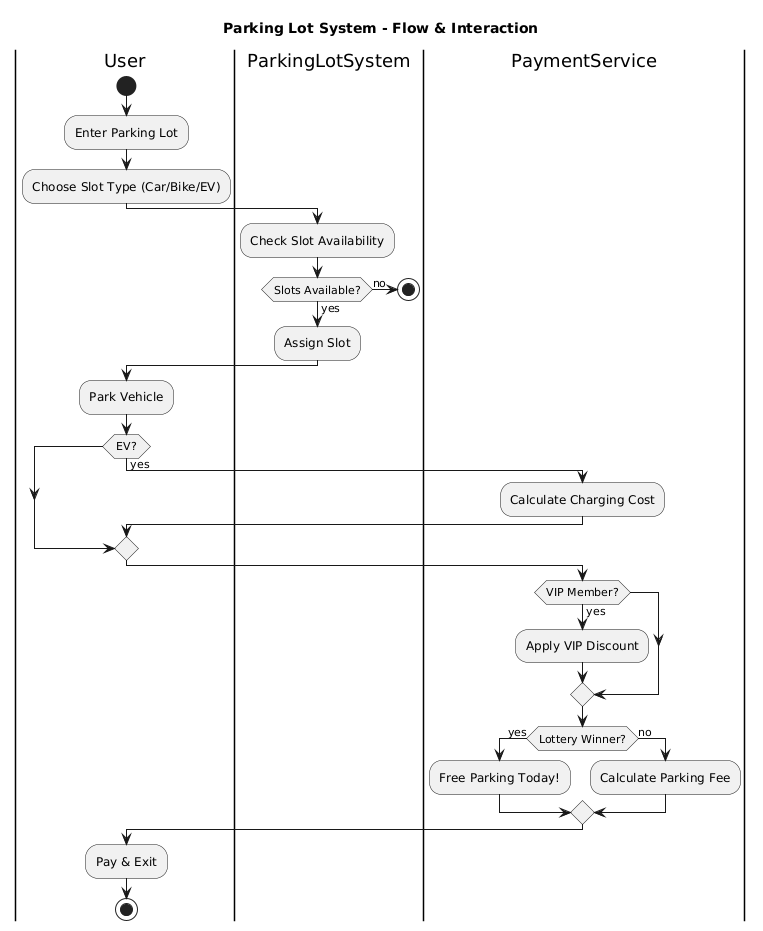 Parking Lot System - Flow & Interaction
User
ParkingLotSystem
PaymentService
Enter Parking Lot
Choose Slot Type (Car/Bike/EV)
Check Slot Availability
Slots Available?
no
yes
Assign Slot
Park Vehicle
EV?
yes
Calculate Charging Cost
VIP Member?
yes
Apply VIP Discount
yes
Lottery Winner?
no
Free Parking Today!
Calculate Parking Fee
Pay & Exit